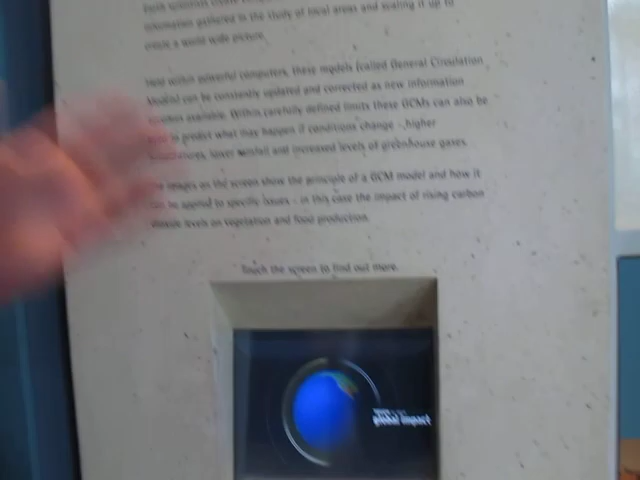 information gathered in the study of local areas and scaling it up to
create a world wide picture.
Held within powerful computers, these models (called General Circulation
Models) can be constantly updated and corrected as new information
becomes available. Within carefully defined limits these GCMs can also be
to predict what may happen if conditions change - higher
lower rainfall and increased levels of greenhouse gases.
images on the screen show the principle of a GCM model and how it
can be applied to specific issues - in this case the impact of rising carbon
dioxide levels on vegetation and food production.
Touch the screen to find out more.
global impact